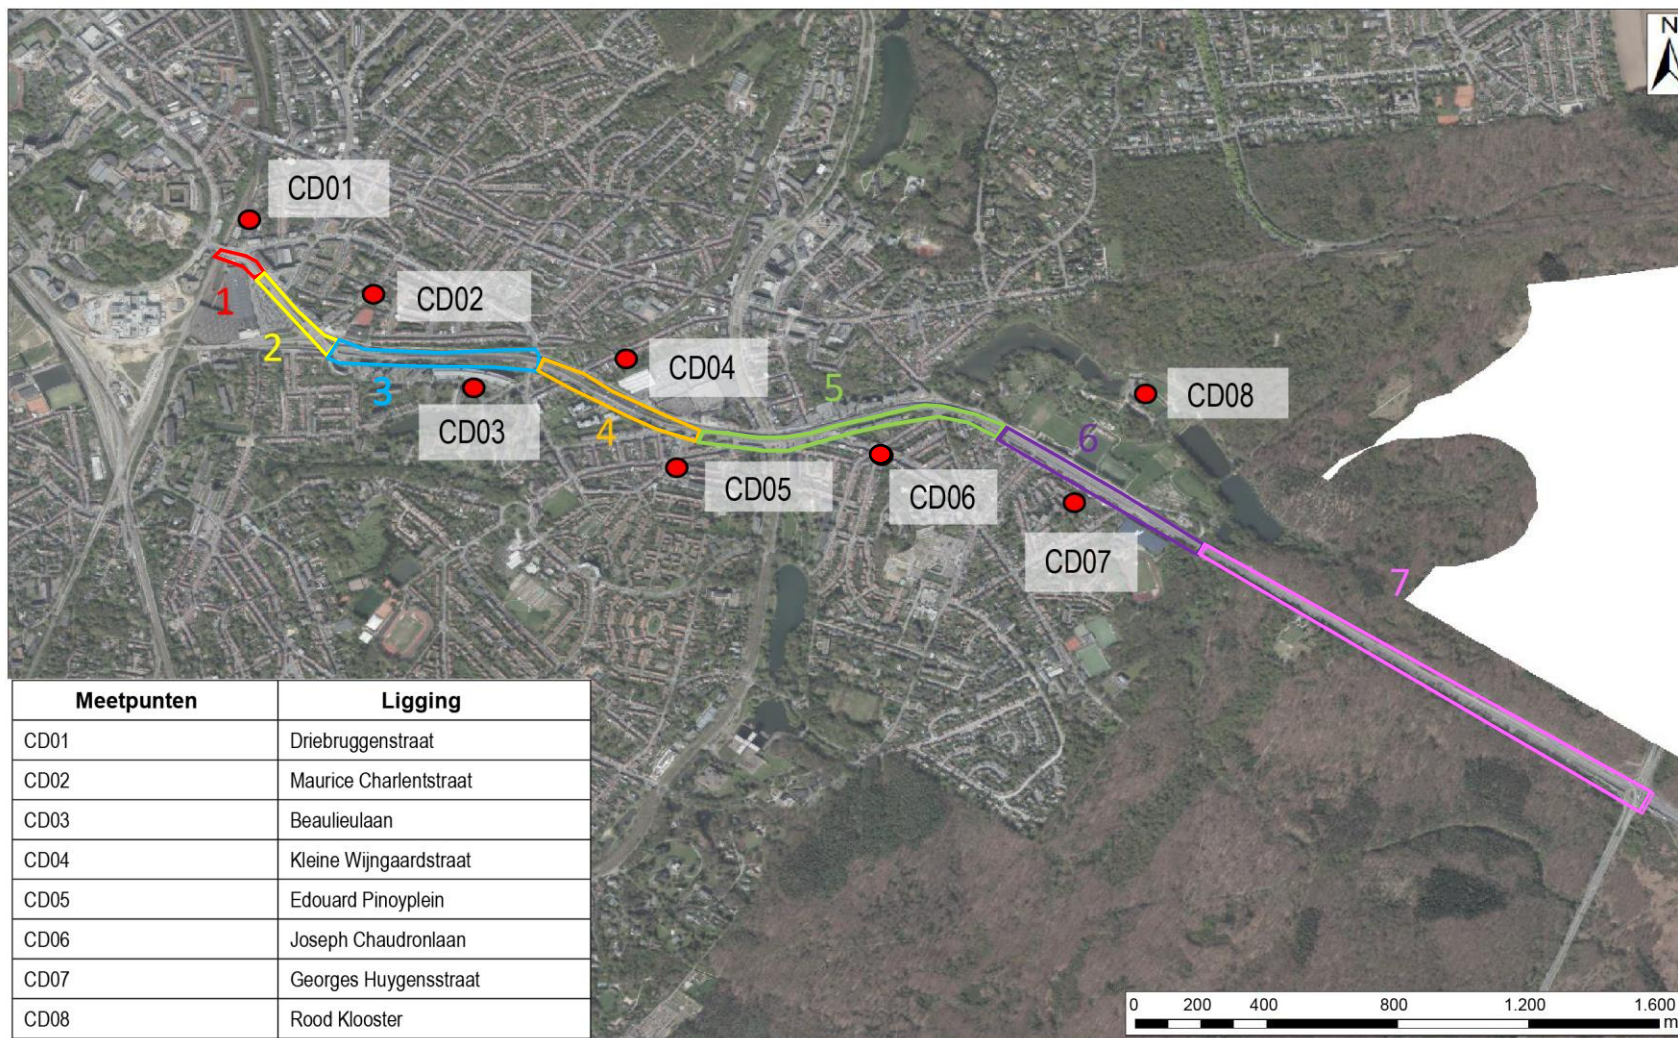 N
CD01
CD02
1
2
3
CD03
CD04
4
5
CD05
CD06
6
CD08
CD07
7
Meetpunten Ligging
CD01 Driebruggenstraat
CD02 Maurice Charlentstraat
CD03 Beaulieulaan
CD04 Kleine Wijngaardstraat
CD05 Edouard Pinoyplein
CD06 Joseph Chaudronlaan
CD07 Georges Huygensstraat
CD08 Rood Klooster
0 200 400 800 1.200 1.600
m